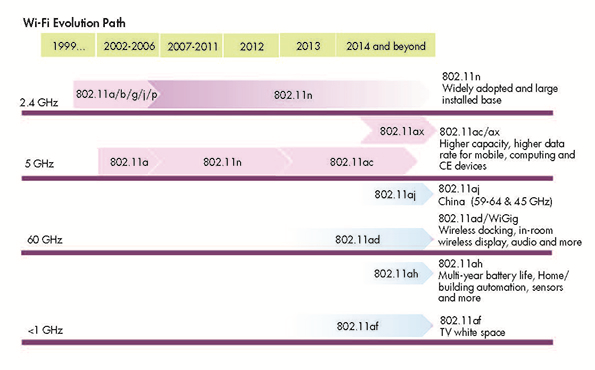 Wi-Fi Evolution Path
1999... 2002-2006 2007-2011 2012 2013 2014 and beyond
2.4 GHz
802.11a/b/g/j/p
802.11n
802.11n
Widely adopted and large
installed base
5 GHz
802.11a
802.11n
802.11ac
802.11ax
802.11ac/ax
Higher capacity, higher data
rate for mobile, computing and
CE devices
60 GHz
802.11aj
802.11aj
China (59-64 & 45 GHz)
802.11ad
802.11ad/WiGig
Wireless docking, in-room
wireless display, audio and more
<1 GHz
802.11ah
802.11ah
Multi-year battery life, Home/
building automation, sensors
and more
802.11af
802.11af
TV white space